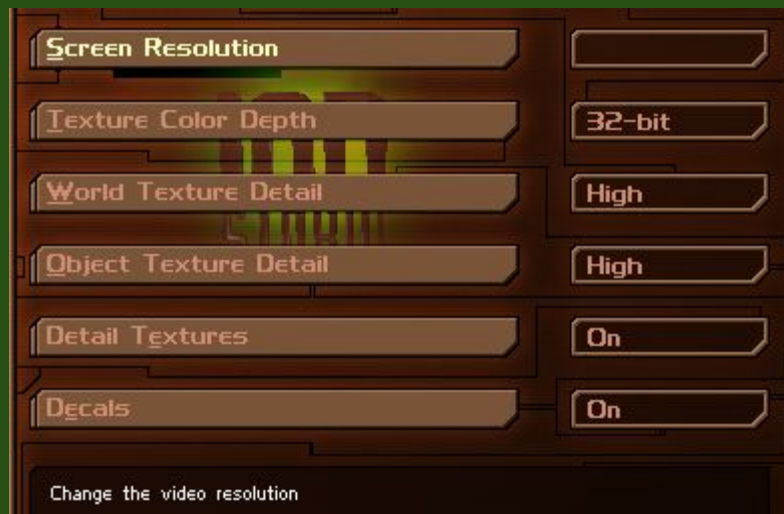 Screen Resolution
Texture Color Depth 32-bit
World Texture Detail High
Object Texture Detail High
Detail Textures On
Decals On
Change the video resolution